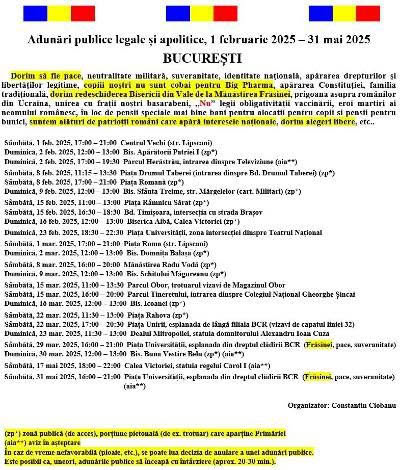 Adunări publice legale și apolitice, 1 februarie 2025 – 31 mai 2025
BUCUREȘTI
Dorim să fie pace, neutralitate militară, suveranitate, identitate națională, apărarea drepturilor și
libertăților legitime, copiii noștri nu sunt cobai pentru Big Pharma, apărarea Constituției, familia
tradițională, dorim redeschiderea Bisericii din Vale de la Mănăstirea Frasinei, prigoana asupra românilor
din Ucraina, unirea cu frații noștri basarabeni, „Nu” legii obligativității vaccinării, eroi martiri ai
neamului românesc, în loc de pensii speciale mai bine bani pentru alocații pentru copii și pensii pentru
bunici, suntem alături de patrioții români care apără interesele naționale, dorim alegeri libere, etc..
Sâmbătă, 1 feb. 2025, 17:00 – 21:00 Centrul Vechi (str. Lipscani)
Duminică, 2 feb. 2025, 12:00 – 13:00 Bis. Apărătorii Patriei I (zp*)
Duminică, 2 feb. 2025, 17:00 – 19:30 Parcul Herăstrău, intrarea dinspre Televiziune (aia**)
Sâmbătă, 8 feb. 2025, 11:15 – 13:30 Piața Drumul Taberei (intrarea dinspre Bd. Drumul Taberei) (zp*)
Sâmbătă, 8 feb. 2025, 17:00 – 21:00 Piața Romană (zp*)
Duminică, 9 feb. 2025, 12:00 – 13:00 Bis. Sfânta Treime, str. Mărgelelor (cart. Militari) (zp*)
Sâmbătă, 15 feb. 2025, 11:00 – 13:00 Piața Râmnicu Sărat (zp*)
Sâmbătă, 15 feb. 2025, 16:30 – 18:30 Bd. Timișoara, intersecția cu strada Brașov
Duminică, 16 feb. 2025, 12:00 – 13:00 Biserica Albă, Calea Victoriei (zp*)
Duminică, 23 feb. 2025, 18:30 – 22:30 Piața Universității, zona intersecției dinspre Teatrul Național
Sâmbătă, 1 mar. 2025, 17:00 – 21:00 Piața Roma (str. Lipscani)
Duminică, 2 mar. 2025, 12:00 – 13:00 Bis. Domnița Balașa (zp*)
Sâmbătă, 8 mar. 2025, 16:00 – 20:00 Mănăstirea Radu Vodă (zp*)
Duminică, 9 mar. 2025, 12:00 – 13:00 Bis. Schitul Măgureanu (zp*)
Sâmbătă, 15 mar. 2025, 11:30 – 13:30 Parcul Obor, trotuarul vizavi de Magazinul Obor
Sâmbătă, 15 mar. 2025, 16:00 – 20:00 Parcul Tineretului, intrarea dinspre Colegiul Național Gheorghe Șincai
Duminică, 16 mar. 2025, 12:00 – 13:00 Bis. Icoanei (zp*)
Sâmbătă, 22 mar. 2025, 11:30 – 13:30 Piața Rahova (zp*)
Sâmbătă, 22 mar. 2025, 17:00 – 20:30 Piața Unirii, esplanada de lângă filiala BCR (vizavi de capătul liniei 32)
Duminică, 23 mar. 2025, 11:30 – 13:00 Dealul Mitropoliei, statuia domnitorului Alexandru Ioan Cuza
Sâmbătă, 29 mar. 2025, 16:00 – 21:00 Piața Universității, esplanada din dreptul clădirii BCR (Frăsinei, pace, suveranitate)
Duminică, 30 mar. 2025, 12:00 – 13:00 Bis. Buna Vestire Belu (zp*) (aia**)
Sâmbătă, 17 mai 2025, 18:00 – 22:00 Calea Victoriei, statuia regelui Carol I (aia**)
Sâmbătă, 31 mai 2025, 16:00 – 21:00 Piața Universității, esplanada din dreptul clădirii BCR (Frăsinei, pace, suveranitate)
(aia**)
Organizator: Constantin Ciobanu
(zp*) zonă publică (de acces), porțiune pietonală (de ex. trotuar) care aparține Primăriei
(aia**) aviz în așteptare
În caz de vreme nefavorabilă (ploaie, etc.), se poate lua decizia de anulare a unei adunări publice.
Este posibil ca, uneori, adunările publice să înceapă cu întârziere (aprox. 20-30 min.).